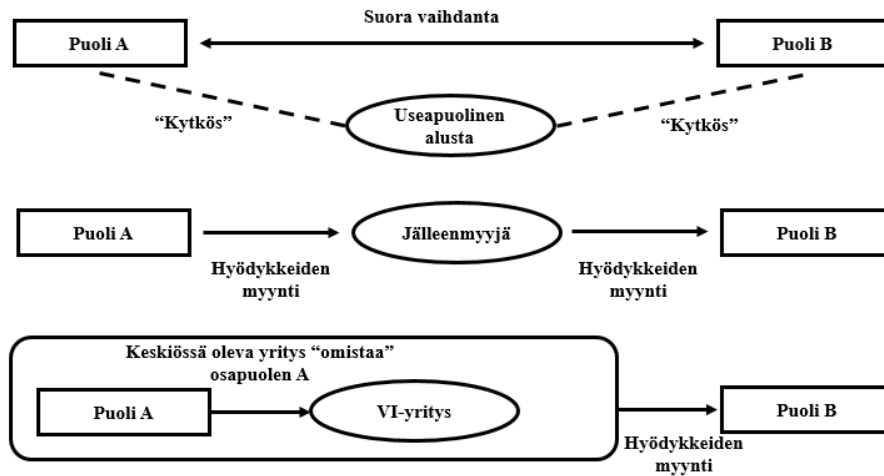 Suora vaihdanta
Puoli A
Puoli B
Useapuolinen
alusta
“Kytkös”
“Kytkös”
Puoli A
Jälleenmyyjä
Puoli B
Hyödykkeiden
myynti
Hyödykkeiden
myynti
Keskiössä oleva yritys “omistaa”
osapuolen A
Puoli A
VI-yritys
Puoli B
Hyödykkeiden
myynti